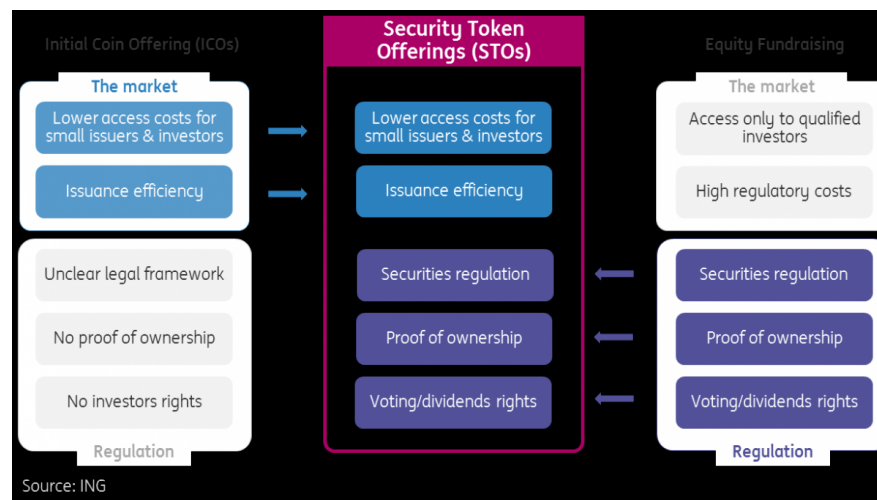 Initial Coin Offering (ICOs)
The market
Lower access costs for
small issuers & investors
Issuance efficiency
Unclear legal framework
No proof of ownership
No investors rights
Regulation
Security Token
Offerings (STOs)
Lower access costs for
small issuers & investors
Issuance efficiency
Securities regulation
Proof of ownership
Voting/dividends rights
Equity Fundraising
The market
Access only to qualified
investors
High regulatory costs
Securities regulation
Proof of ownership
Voting/dividends rights
Regulation
Source: ING